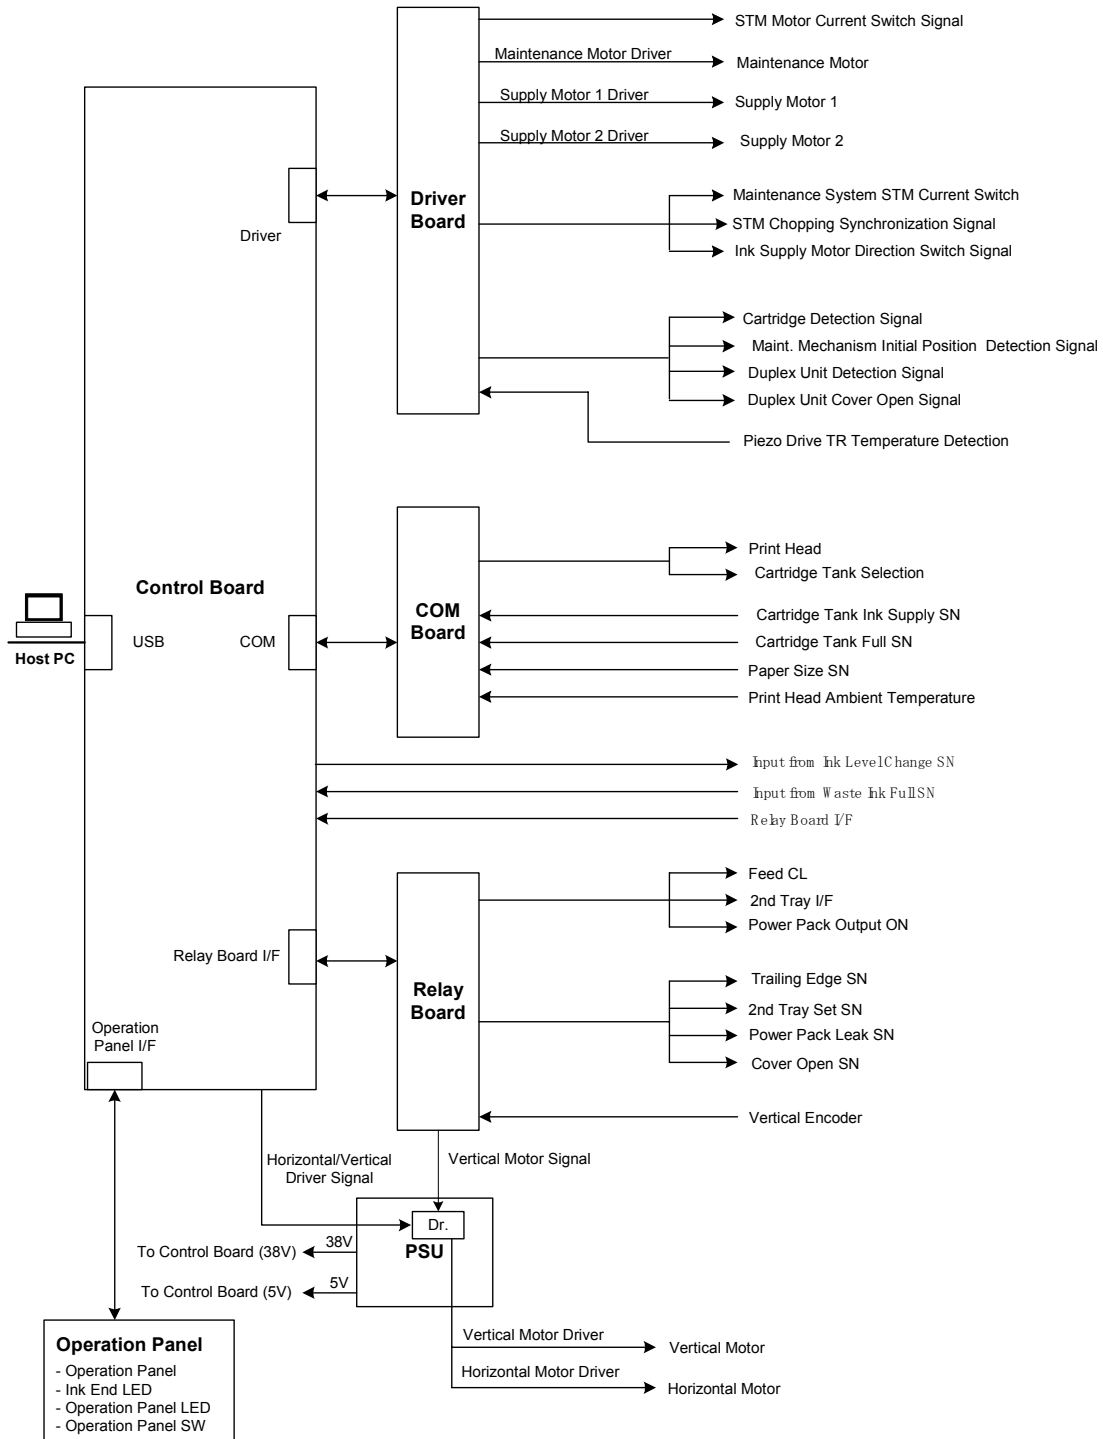 STM Motor Current Switch Signal
Maintenance Motor Driver
Maintenance Motor
Supply Motor 1 Driver
Supply Motor 1
Supply Motor 2 Driver
Supply Motor 2
Driver
Board
Driver
Maintenance System STM Current Switch
STM Chopping Synchronization Signal
Ink Supply Motor Direction Switch Signal
Cartridge Detection Signal
Maint. Mechanism Initial Position Detection Signal
Duplex Unit Detection Signal
Duplex Unit Cover Open Signal
Piezo Drive TR Temperature Detection
Control Board
Host PC
USB
COM
COM
Board
Print Head
Cartridge Tank Selection
Cartridge Tank Ink Supply SN
Cartridge Tank Full SN
Paper Size SN
Print Head Ambient Temperature
Input from Ink Level Change SN
Input from Waste Ink Full SN
Relay Board I/F
Relay Board I/F
Relay
Board
Feed CL
2nd Tray I/F
Power Pack Output ON
Trailing Edge SN
2nd Tray Set SN
Power Pack Leak SN
Cover Open SN
Vertical Encoder
Operation
Panel I/F
Horizontal/Vertical
Driver Signal
Vertical Motor Signal
Dr.
PSU
To Control Board (38V)
38V
To Control Board (5V)
5V
Vertical Motor Driver
Vertical Motor
Horizontal Motor Driver
Horizontal Motor
Operation Panel
- Operation Panel
- Ink End LED
- Operation Panel LED
- Operation Panel SW